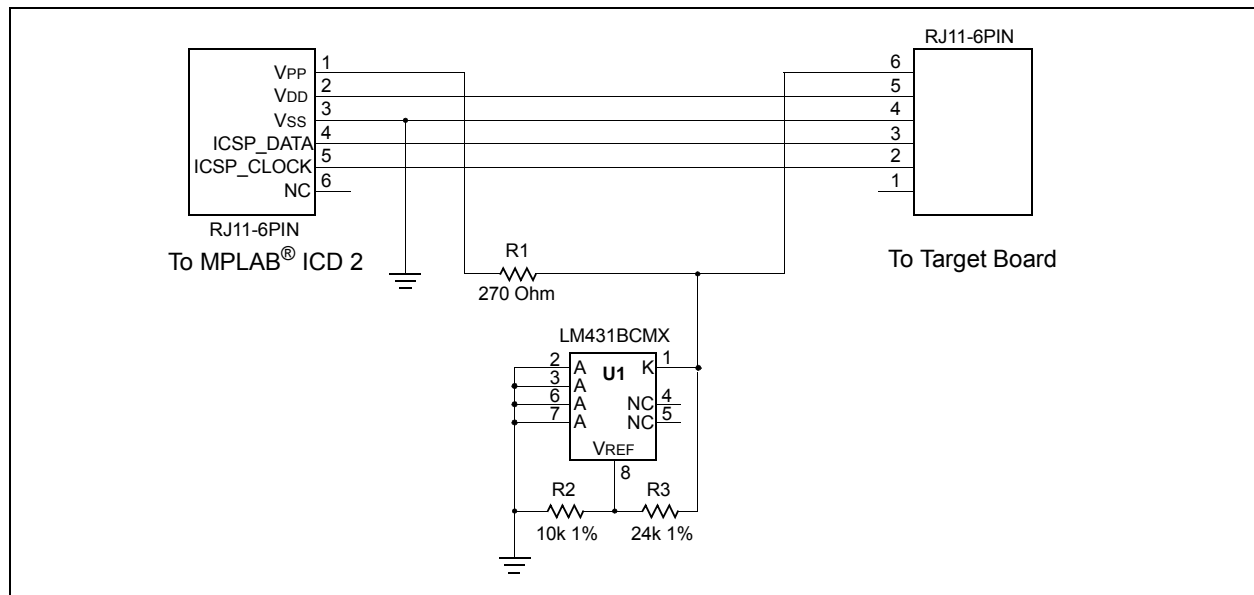 RJ11-6PIN
VPP 1
VDD 2
VSS 3
ICSP_DATA 4
ICSP_CLOCK 5
NC 6
RJ11-6PIN
To MPLAB® ICD 2
6
5
4
3
2
1
To Target Board
R1
270 Ohm
LM431BCMX
2 A U1 K 1
3 A
6 A NC 4
7 A NC 5
VREF
8
R2 R3
10k 1% 24k 1%